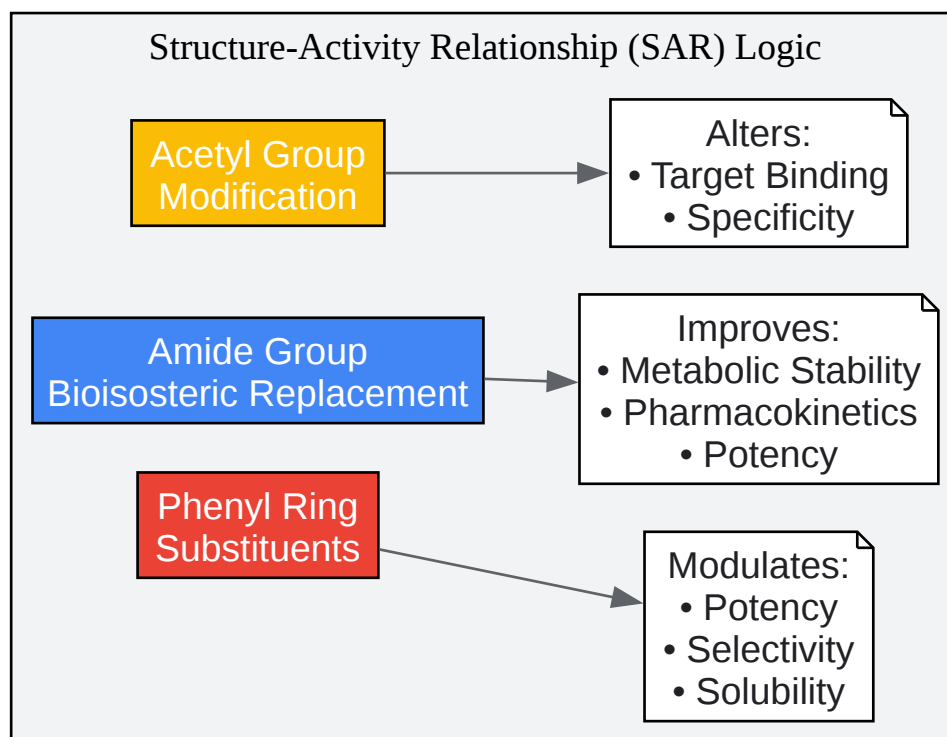 Structure-Activity Relationship (SAR) Logic
Acetyl Group
Modification
Alters:
• Target Binding
• Specificity
Amide Group
Bioisosteric Replacement
Improves:
• Metabolic Stability
• Pharmacokinetics
• Potency
Phenyl Ring
Substituents
Modulates:
• Potency
• Selectivity
• Solubility